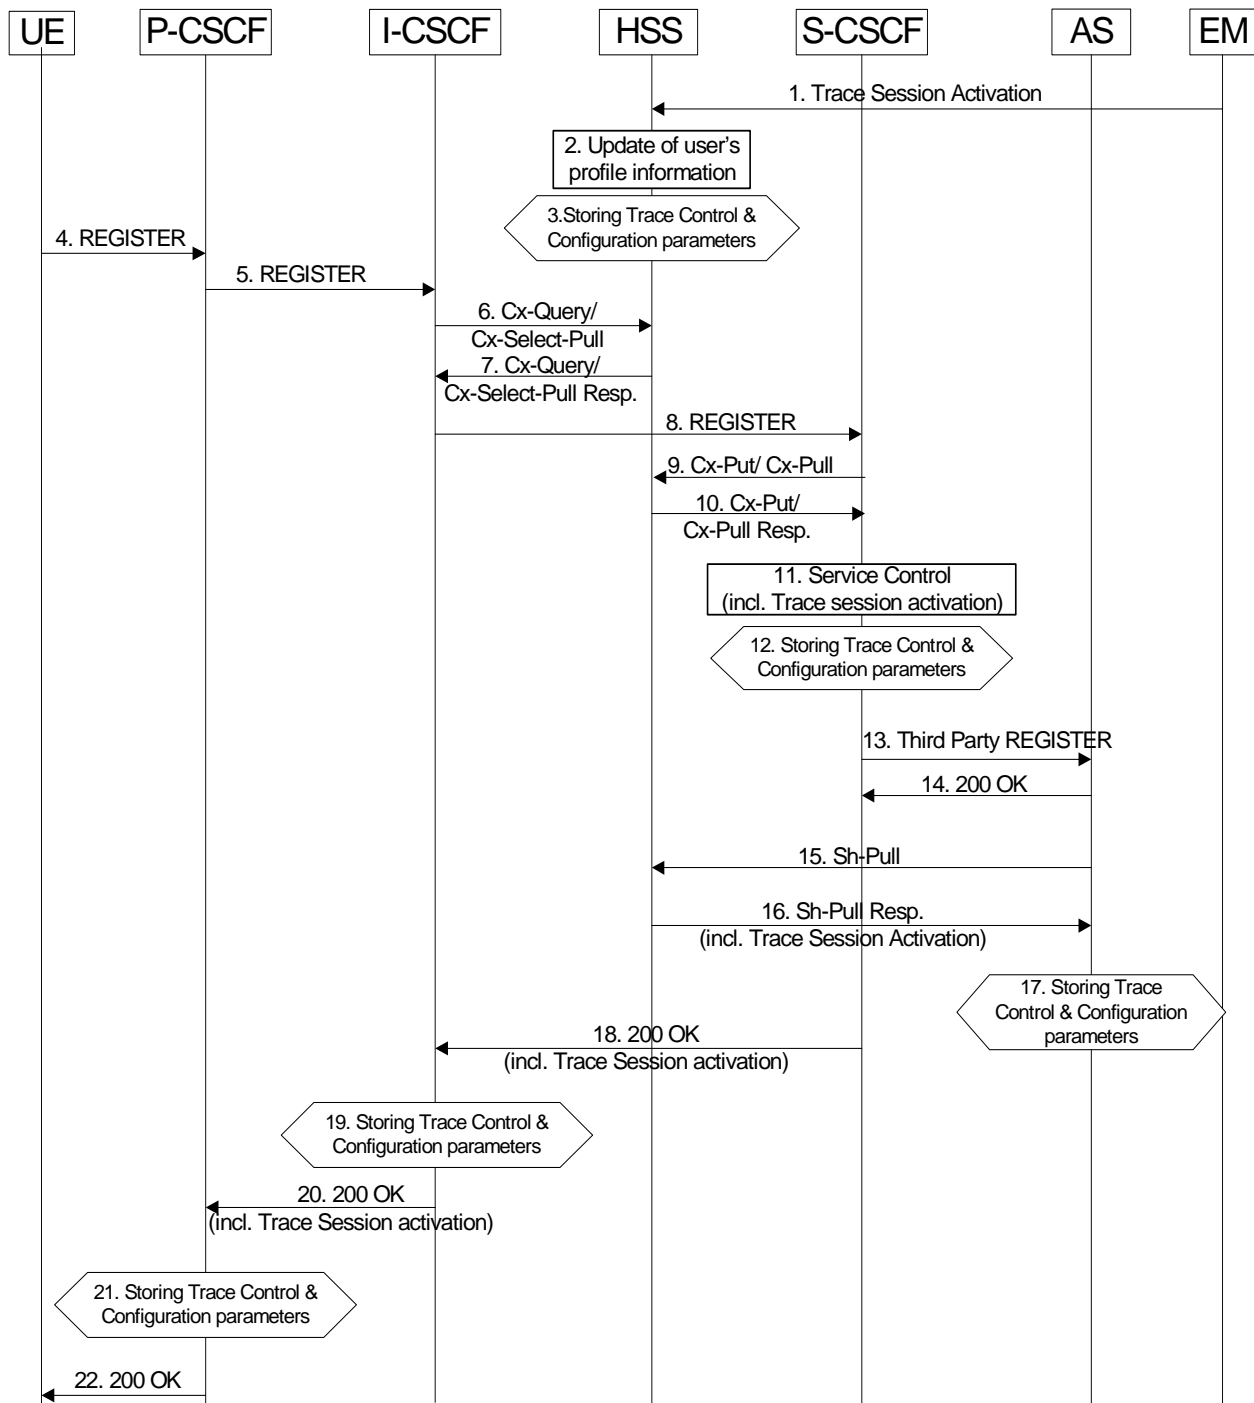 UE
P-CSCF
I-CSCF
HSS
S-CSCF
AS
EM
1. Trace Session Activation
2. Update of user's
profile information
3.Storing Trace Control &
Configuration parameters
4. REGISTER
5. REGISTER
6. Cx-Query/
Cx-Select-Pull
7. Cx-Query/
Cx-Select-Pull Resp.
8. REGISTER
9. Cx-Put/ Cx-Pull
10. Cx-Put/
Cx-Pull Resp.
11. Service Control
(incl. Trace session activation)
12. Storing Trace Control &
Configuration parameters
13. Third Party REGISTER
14. 200 OK
15. Sh-Pull
16. Sh-Pull Resp.
(incl. Trace Session Activation)
17. Storing Trace
Control & Configuration
parameters
18. 200 OK
(incl. Trace Session activation)
19. Storing Trace Control &
Configuration parameters
20. 200 OK
(incl. Trace Session activation)
21. Storing Trace Control &
Configuration parameters
22. 200 OK